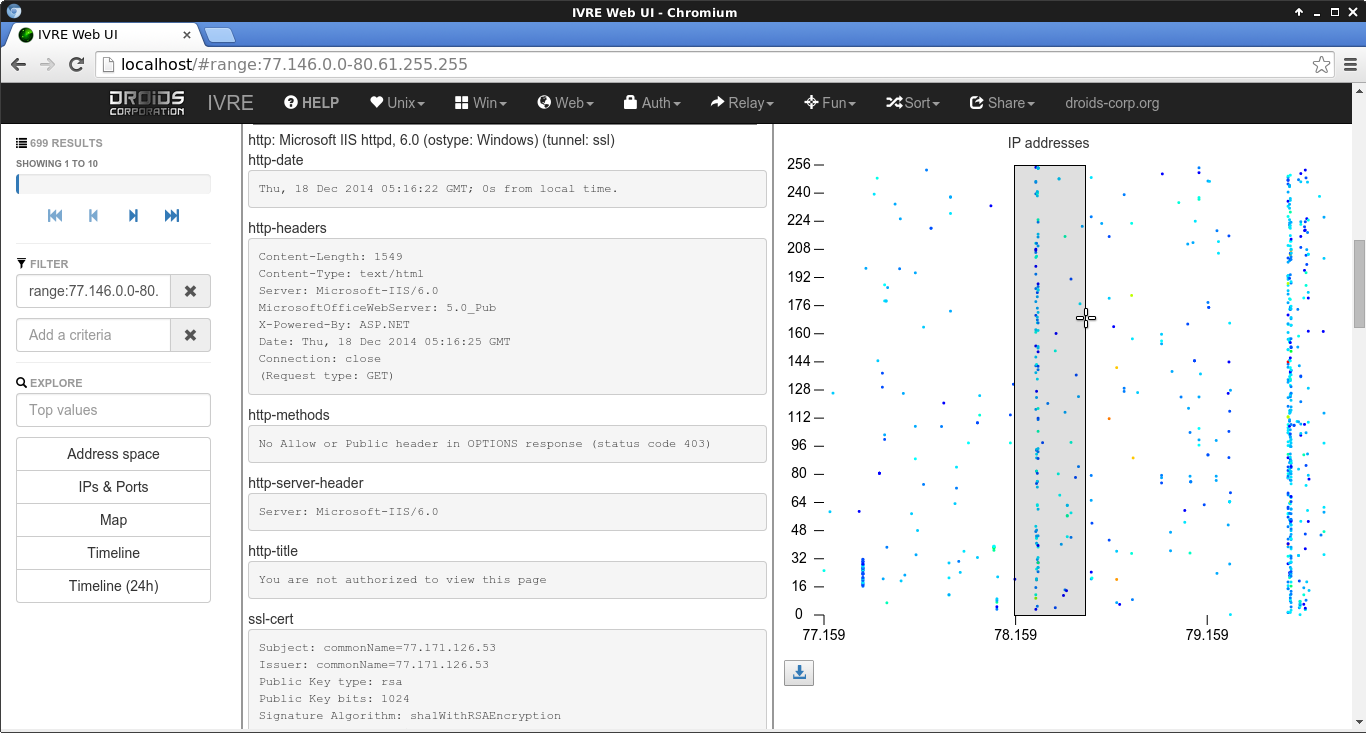 IVRE Web UI - Chromium
IVRE Web UI
localhost/#range:77.146.0.0-80.61.255.255
DROIDS CORPORATION
IVRE
HELP
Unix
Win
Web
Auth
Relay
Fun
Sort
Share
droids-corp.org
699 RESULTS
SHOWING 1 TO 10
FILTER
range:77.146.0.0-80.
Add a criteria
EXPLORE
Top values
Address space
IPs & Ports
Map
Timeline
Timeline (24h)
http: Microsoft IIS httpd, 6.0 (ostype: Windows) (tunnel: ssl)
http-date
Thu, 18 Dec 2014 05:16:22 GMT; 0s from local time.
http-headers
Content-Length: 1549
Content-Type: text/html
Server: Microsoft-IIS/6.0
MicrosoftOfficeWebServer: 5.0_Pub
X-Powered-By: ASP.NET
Date: Thu, 18 Dec 2014 05:16:25 GMT
Connection: close
(Request type: GET)
http-methods
No Allow or Public header in OPTIONS response (status code 403)
http-server-header
Server: Microsoft-IIS/6.0
http-title
You are not authorized to view this page
ssl-cert
Subject: commonName=77.171.126.53
Issuer: commonName=77.171.126.53
Public Key type: rsa
Public Key bits: 1024
Signature Algorithm: sha1WithRSAEncryption
IP addresses
256
240
224
208
192
176
160
144
128
112
96
80
64
48
32
16
0
77.159
78.159
79.159